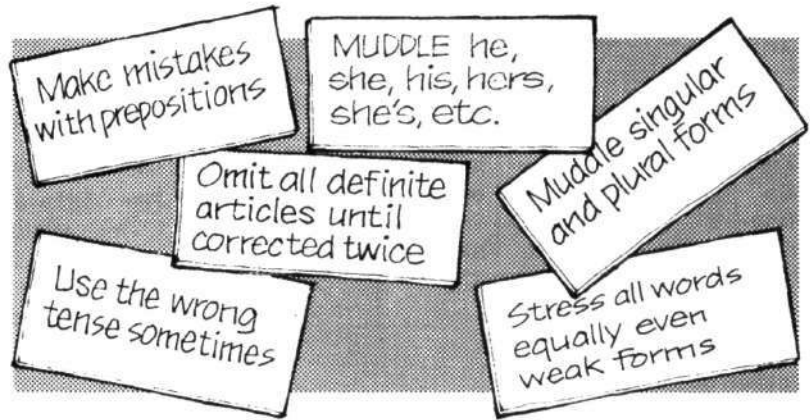 Make mistakes
with prepositions
MUDDLE he,
she, his, hers,
she's, etc.
Muddle singular
and plural forms
Omit all definite
articles until
corrected twice
Use the wrong
tense sometimes
Stress all words
equally even
weak forms